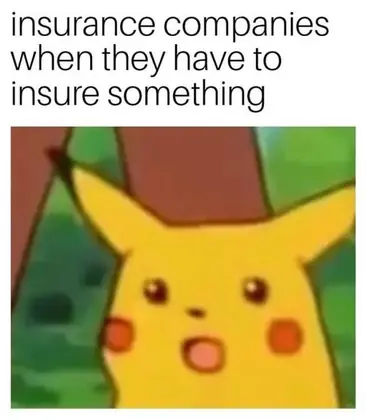 insurance companies
when they have to
insure something